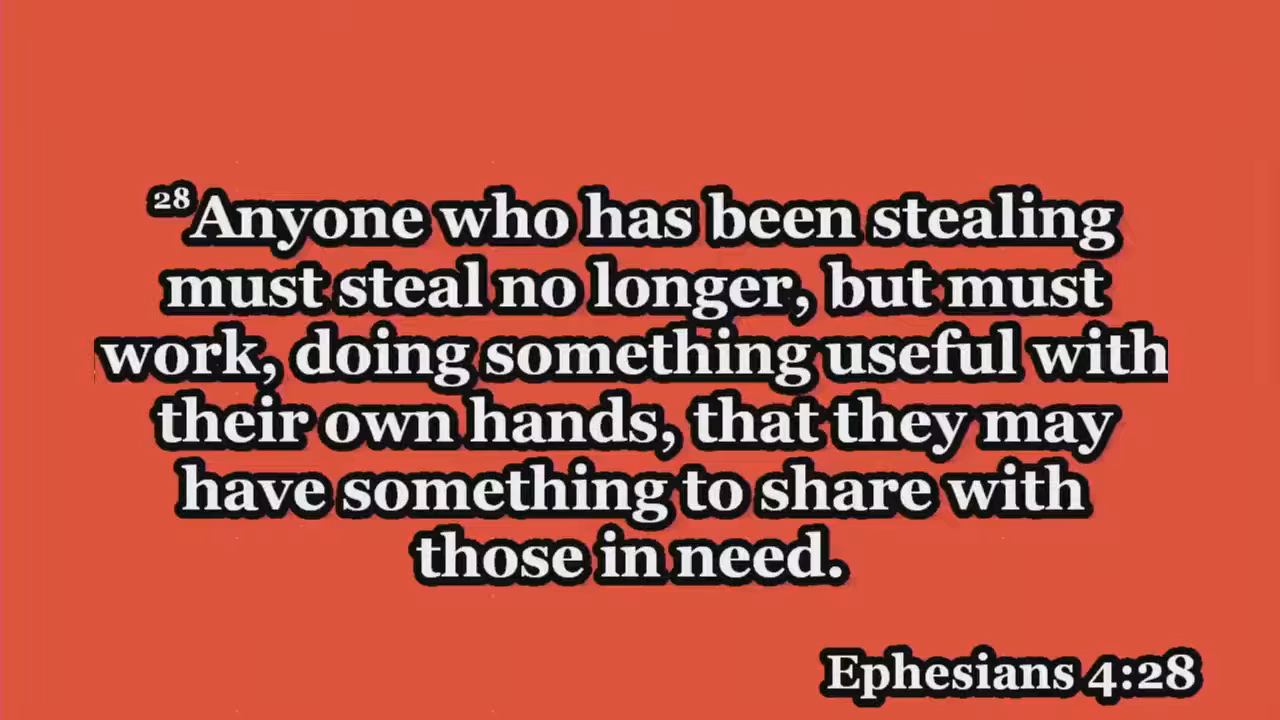 28Anyone who has been stealing
must steal no longer, but must
work, doing something useful with
their own hands, that they may
have something to share with
those in need.
Ephesians 4:28